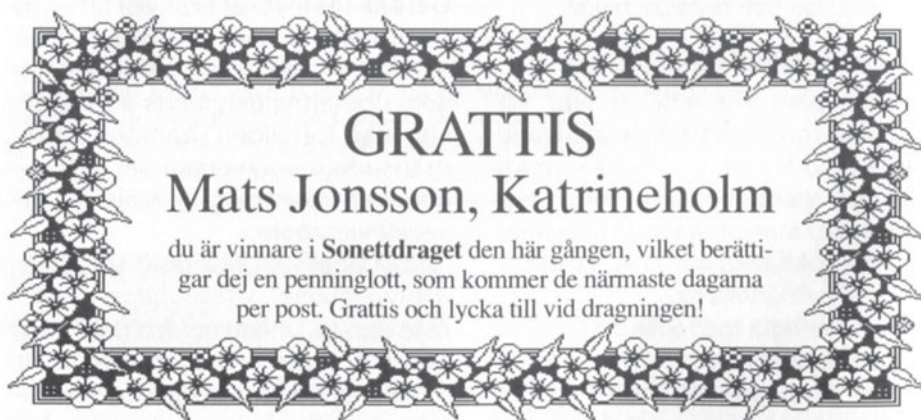 GRATTIS
Mats Jonsson, Katrineholm
du är vinnare i Sonettdraget den här gången, vilket berätti-
gar dej en penninglott, som kommer de närmaste dagarna
per post. Grattis och lycka till vid dragningen!